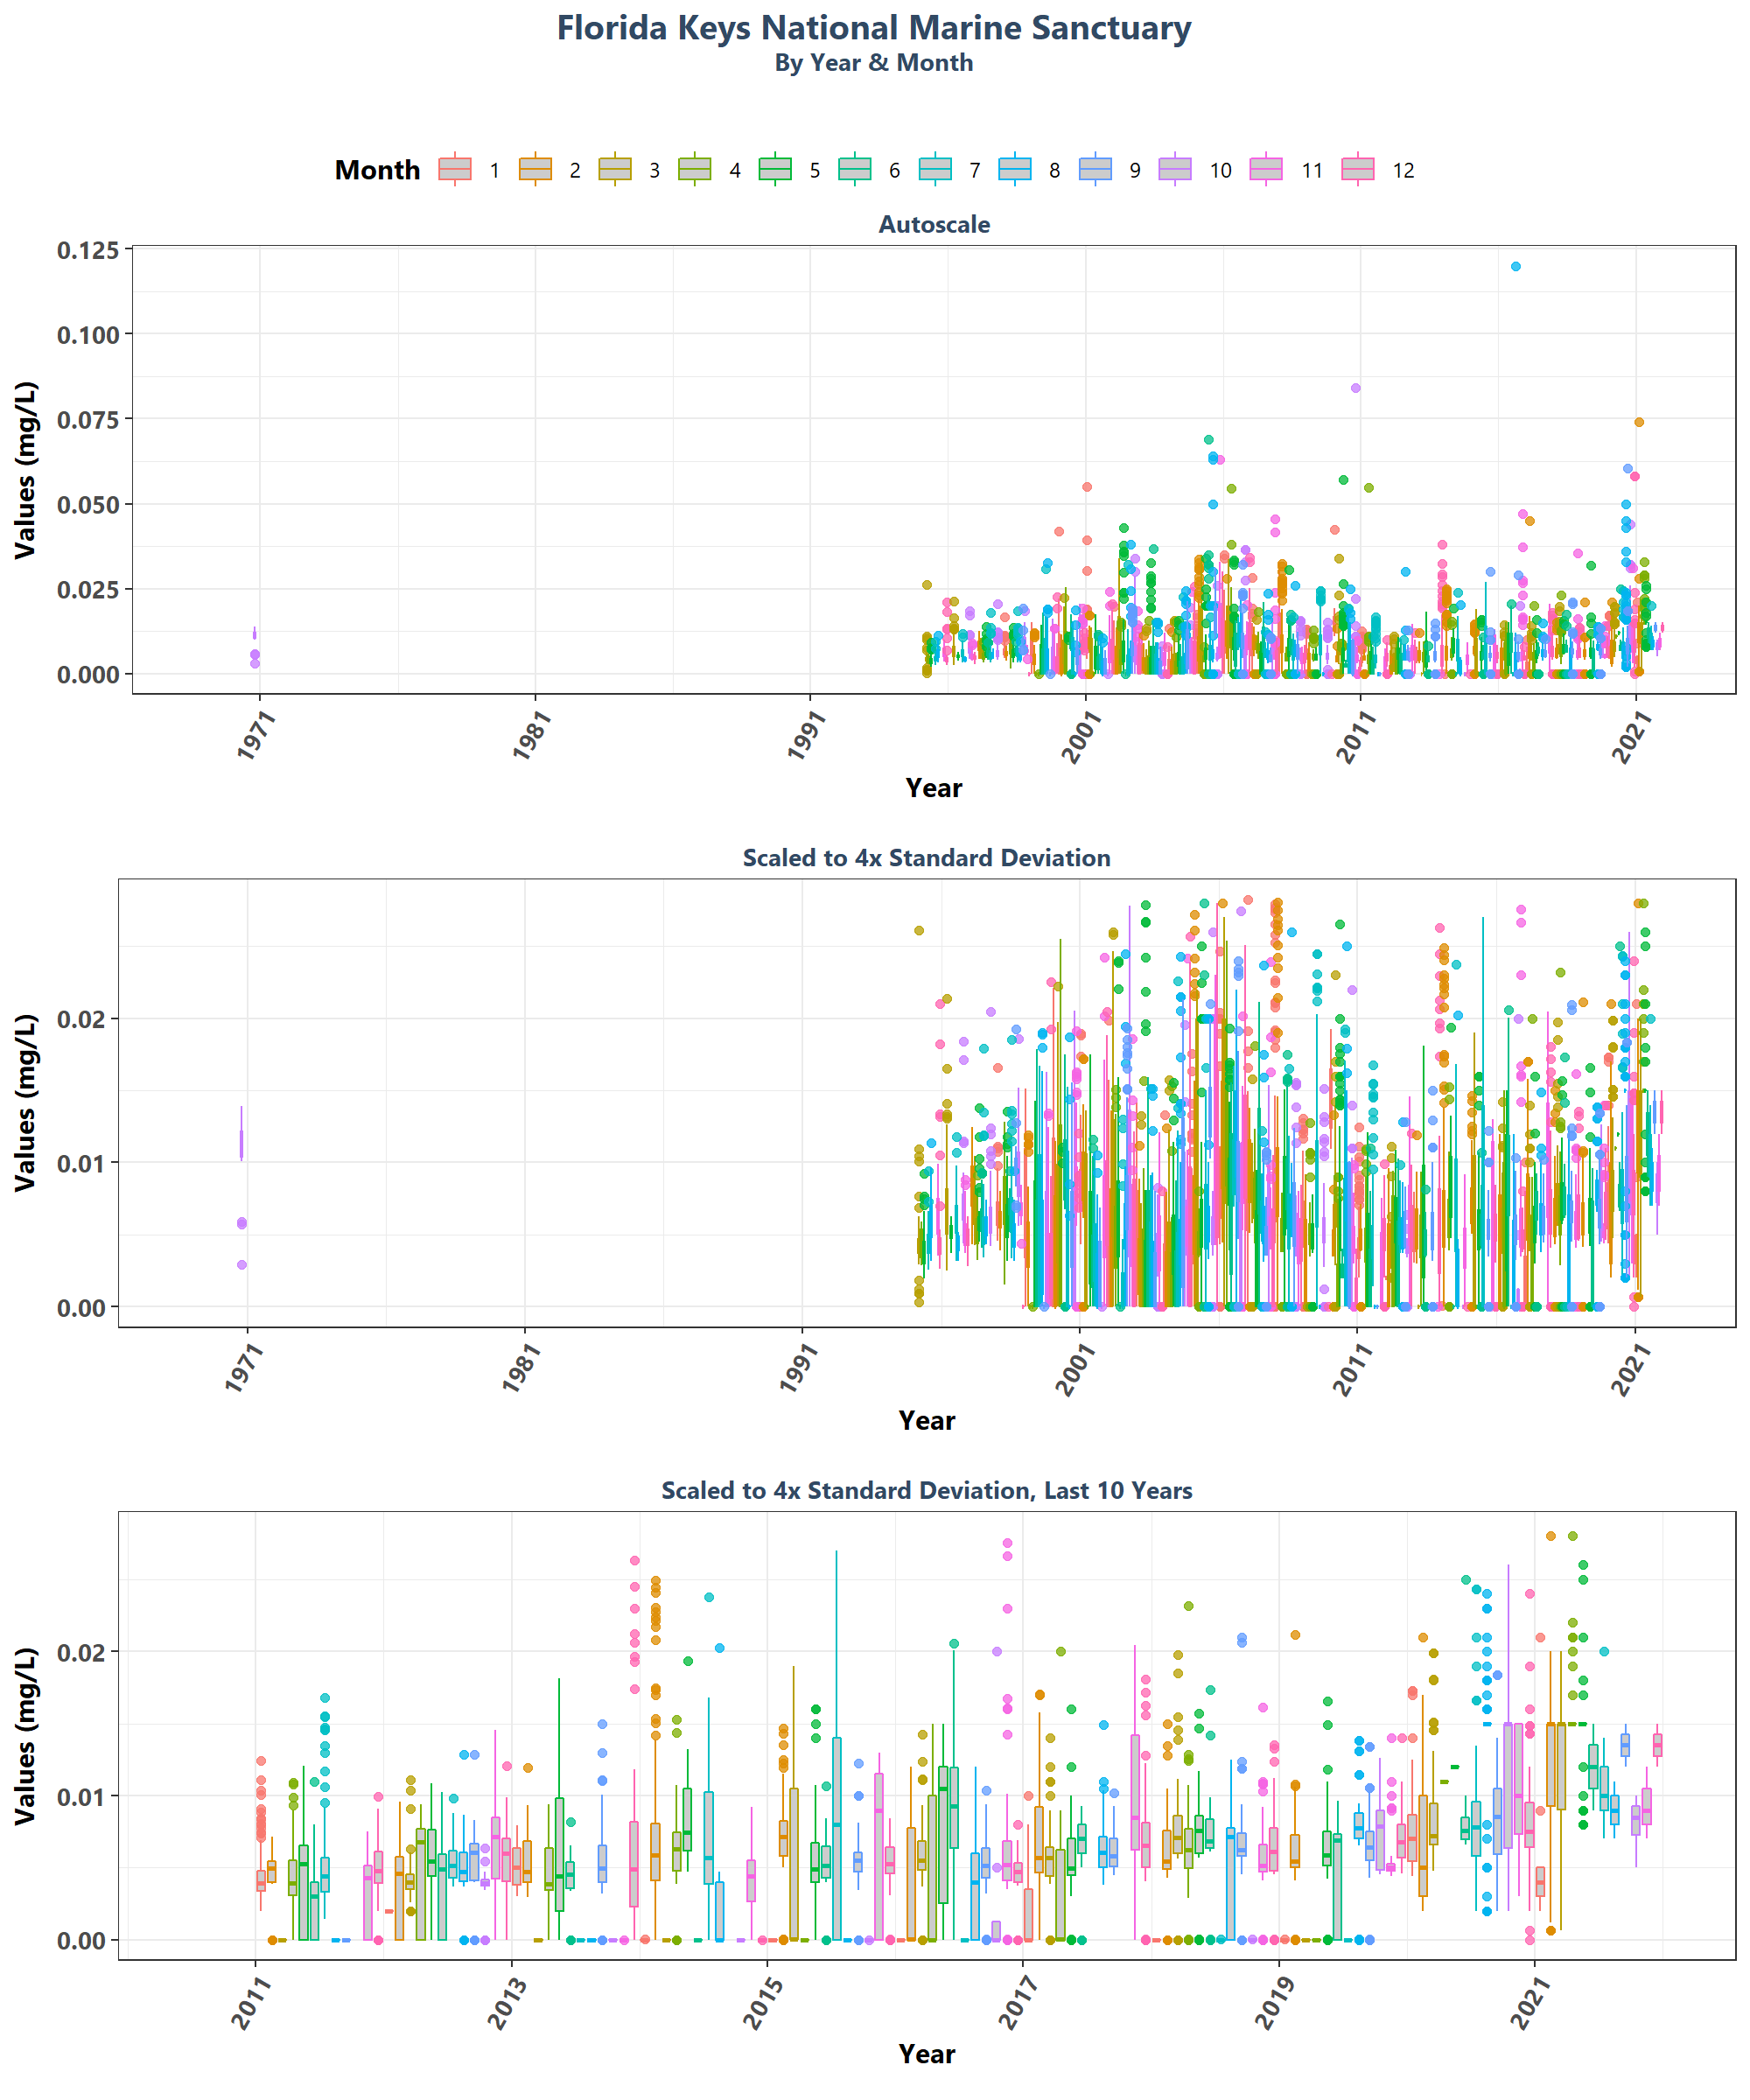 Florida Keys National Marine Sanctuary
By Year & Month
Month 1 2 3 4 5 6 7 8 9 10 11 12
Autoscale
Values (mg/L)
0.125
0.100
0.075
0.050
0.025
0.000
1971 1981 1991 2001 2011 2021
Year
Scaled to 4x Standard Deviation
Values (mg/L)
0.02
0.01
0.00
1971 1981 1991 2001 2011 2021
Year
Scaled to 4x Standard Deviation, Last 10 Years
Values (mg/L)
0.02
0.01
0.00
2011 2013 2015 2017 2019 2021
Year